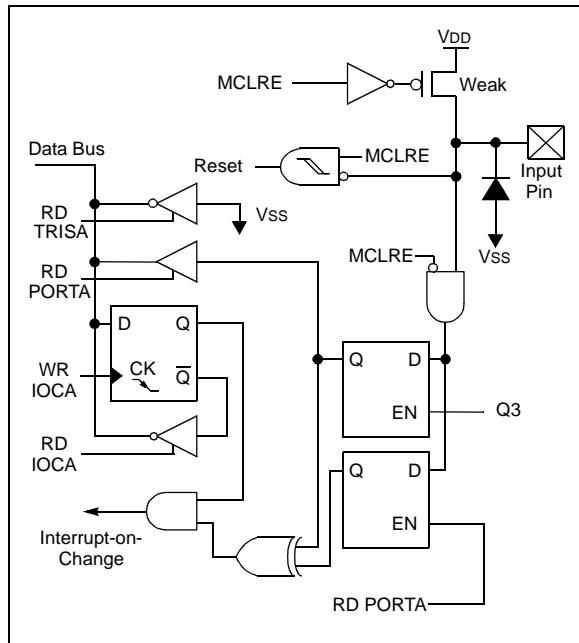 VDD
MCLRE
Weak
Data Bus
Reset
MCLRE
Input
Pin
RD
TRISA
VSS
VSS
RD
PORTA
MCLRE
D
Q
Q
D
WR
IOCA
CK
Q̅
EN
Q3
RD
IOCA
Q
D
EN
Interrupt-on-
Change
RD PORTA